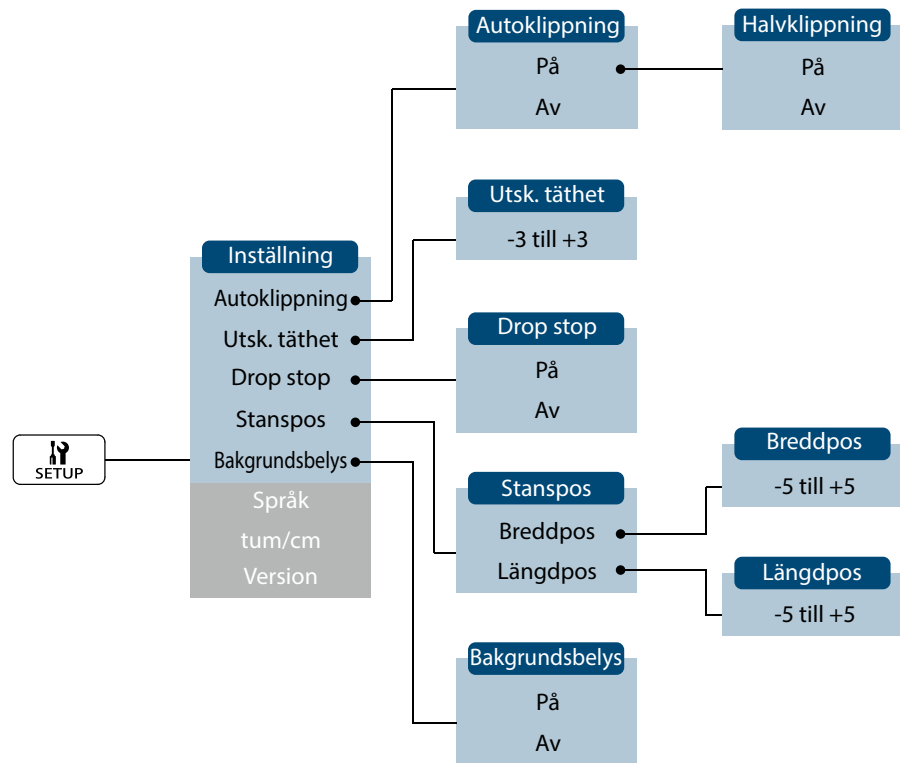 SETUP
Inställning
Autoklippning
Utsk. täthet
Drop stop
Stanspos
Bakgrundsbelys
Språk
tum/cm
Version
Autoklippning
På
Av
Halvklippning
På
Av
Utsk. täthet
-3 till +3
Drop stop
På
Av
Stanspos
Breddpos
Längdpos
Breddpos
-5 till +5
Längdpos
-5 till +5
Bakgrundsbelys
På
Av